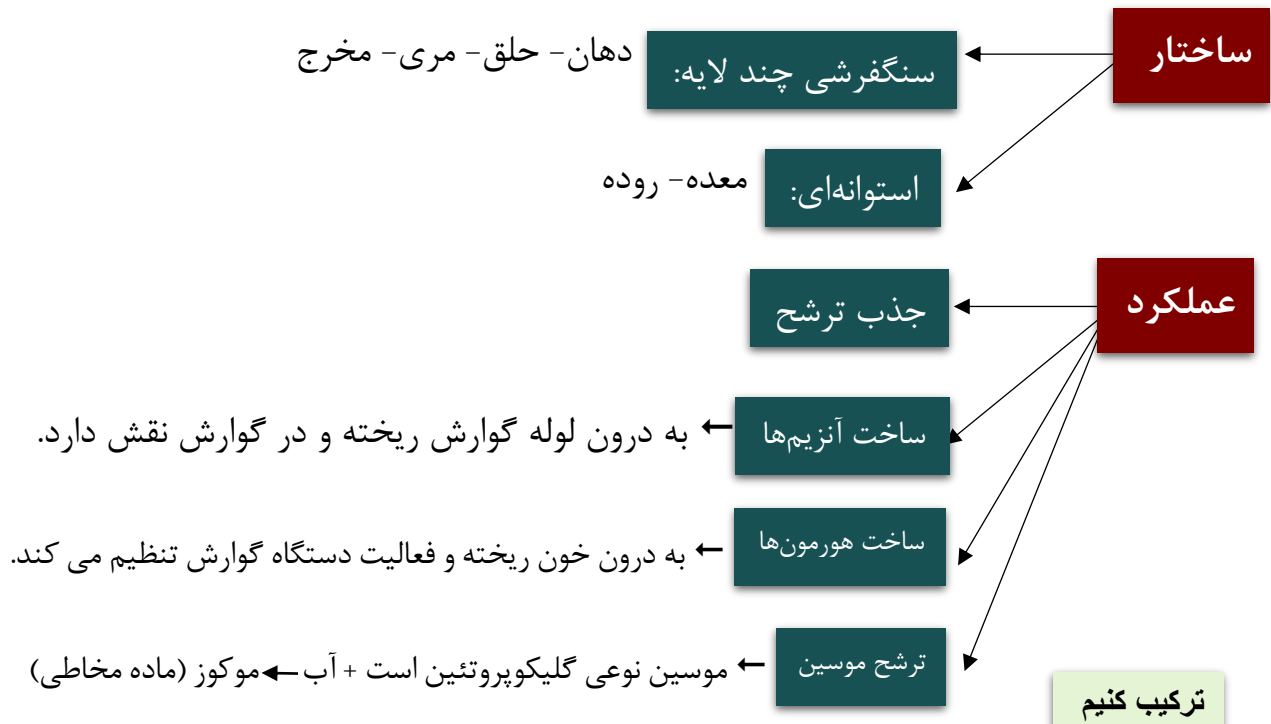 ساختار
سنگفرشی چند لایه: دهان- حلق- مری- مخرج
استوانه‌ای: معده- روده
عملکرد
جذب ترشح
ساخت آنزیم‌ها ← به درون لوله گوارش ریخته و در گوارش نقش دارد.
ساخت هورمون‌ها ← به درون خون ریخته و فعالیت دستگاه گوارش تنظیم می کند.
ترشح موسین ← موسین نوعی گلیکوپروتئین است + آب ← موکوز (ماده مخاطی)
ترکیب کنیم